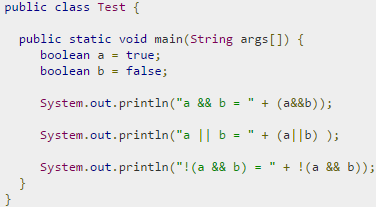 public class Test {
public static void main(String args[]) {
boolean a = true;
boolean b = false;
System.out.println("a && b = " + (a&&b));
System.out.println("a || b = " + (a||b) );
System.out.println("!(a && b) = " + !(a && b));
}
}